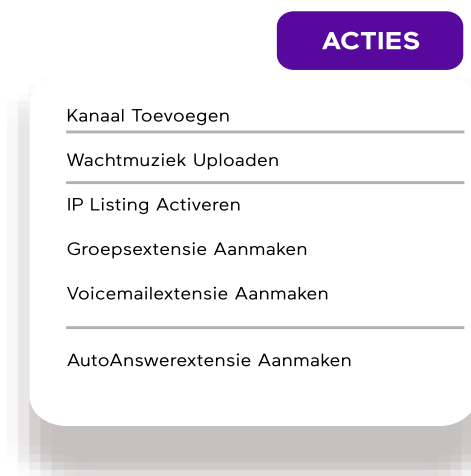 ACTIES
Kanaal Toevoegen
Wachtmuziek Uploaden
IP Listing Activeren
Groepsextensie Aanmaken
Voicemailextensie Aanmaken
AutoAnswerextensie Aanmaken